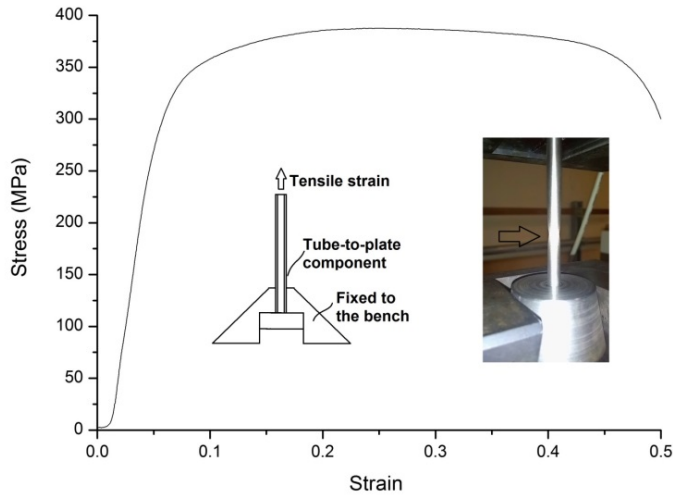 400
350
300
250
200
150
100
50
0
Stress (MPa)
Tensile strain
Tube-to-plate
component
Fixed to
the bench
0.0 0.1 0.2 0.3 0.4 0.5
Strain